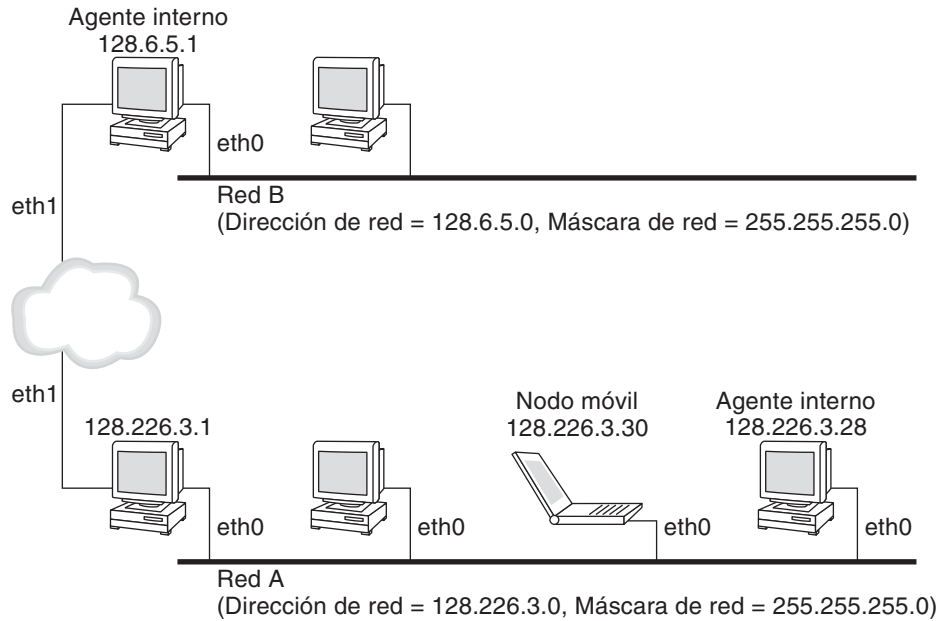 Agente interno
128.6.5.1
eth0
eth1
Red B
(Dirección de red = 128.6.5.0, Máscara de red = 255.255.255.0)
eth1
128.226.3.1
Nodo móvil
128.226.3.30
Agente interno
128.226.3.28
eth0
eth0
eth0
eth0
Red A
(Dirección de red = 128.226.3.0, Máscara de red = 255.255.255.0)